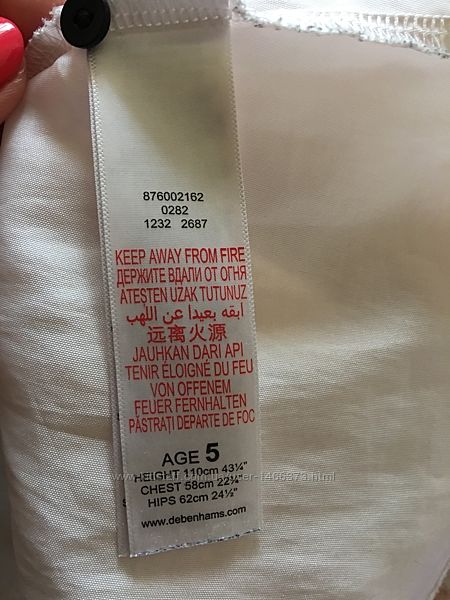 876002162
0282
1232 2687
KEEP AWAY FROM FIRE
ДЕРЖИТЕ ВДАЛИ ОТ ОГНЯ
ATEŞTEN UZAK TUTUNUZ
ابقه بعيدا عن اللهب
远离火源
JAUHKAN DARI API
TENIR ÉLOIGNÉ DU FEU
VON OFFENEM
FEUER FERNHALTEN
PĂSTRAȚI DEPARTE DE FOC
AGE 5
HEIGHT 110cm 43¼"
CHEST 58cm 22¾"
HIPS 62cm 24½"
www.debenhams.com